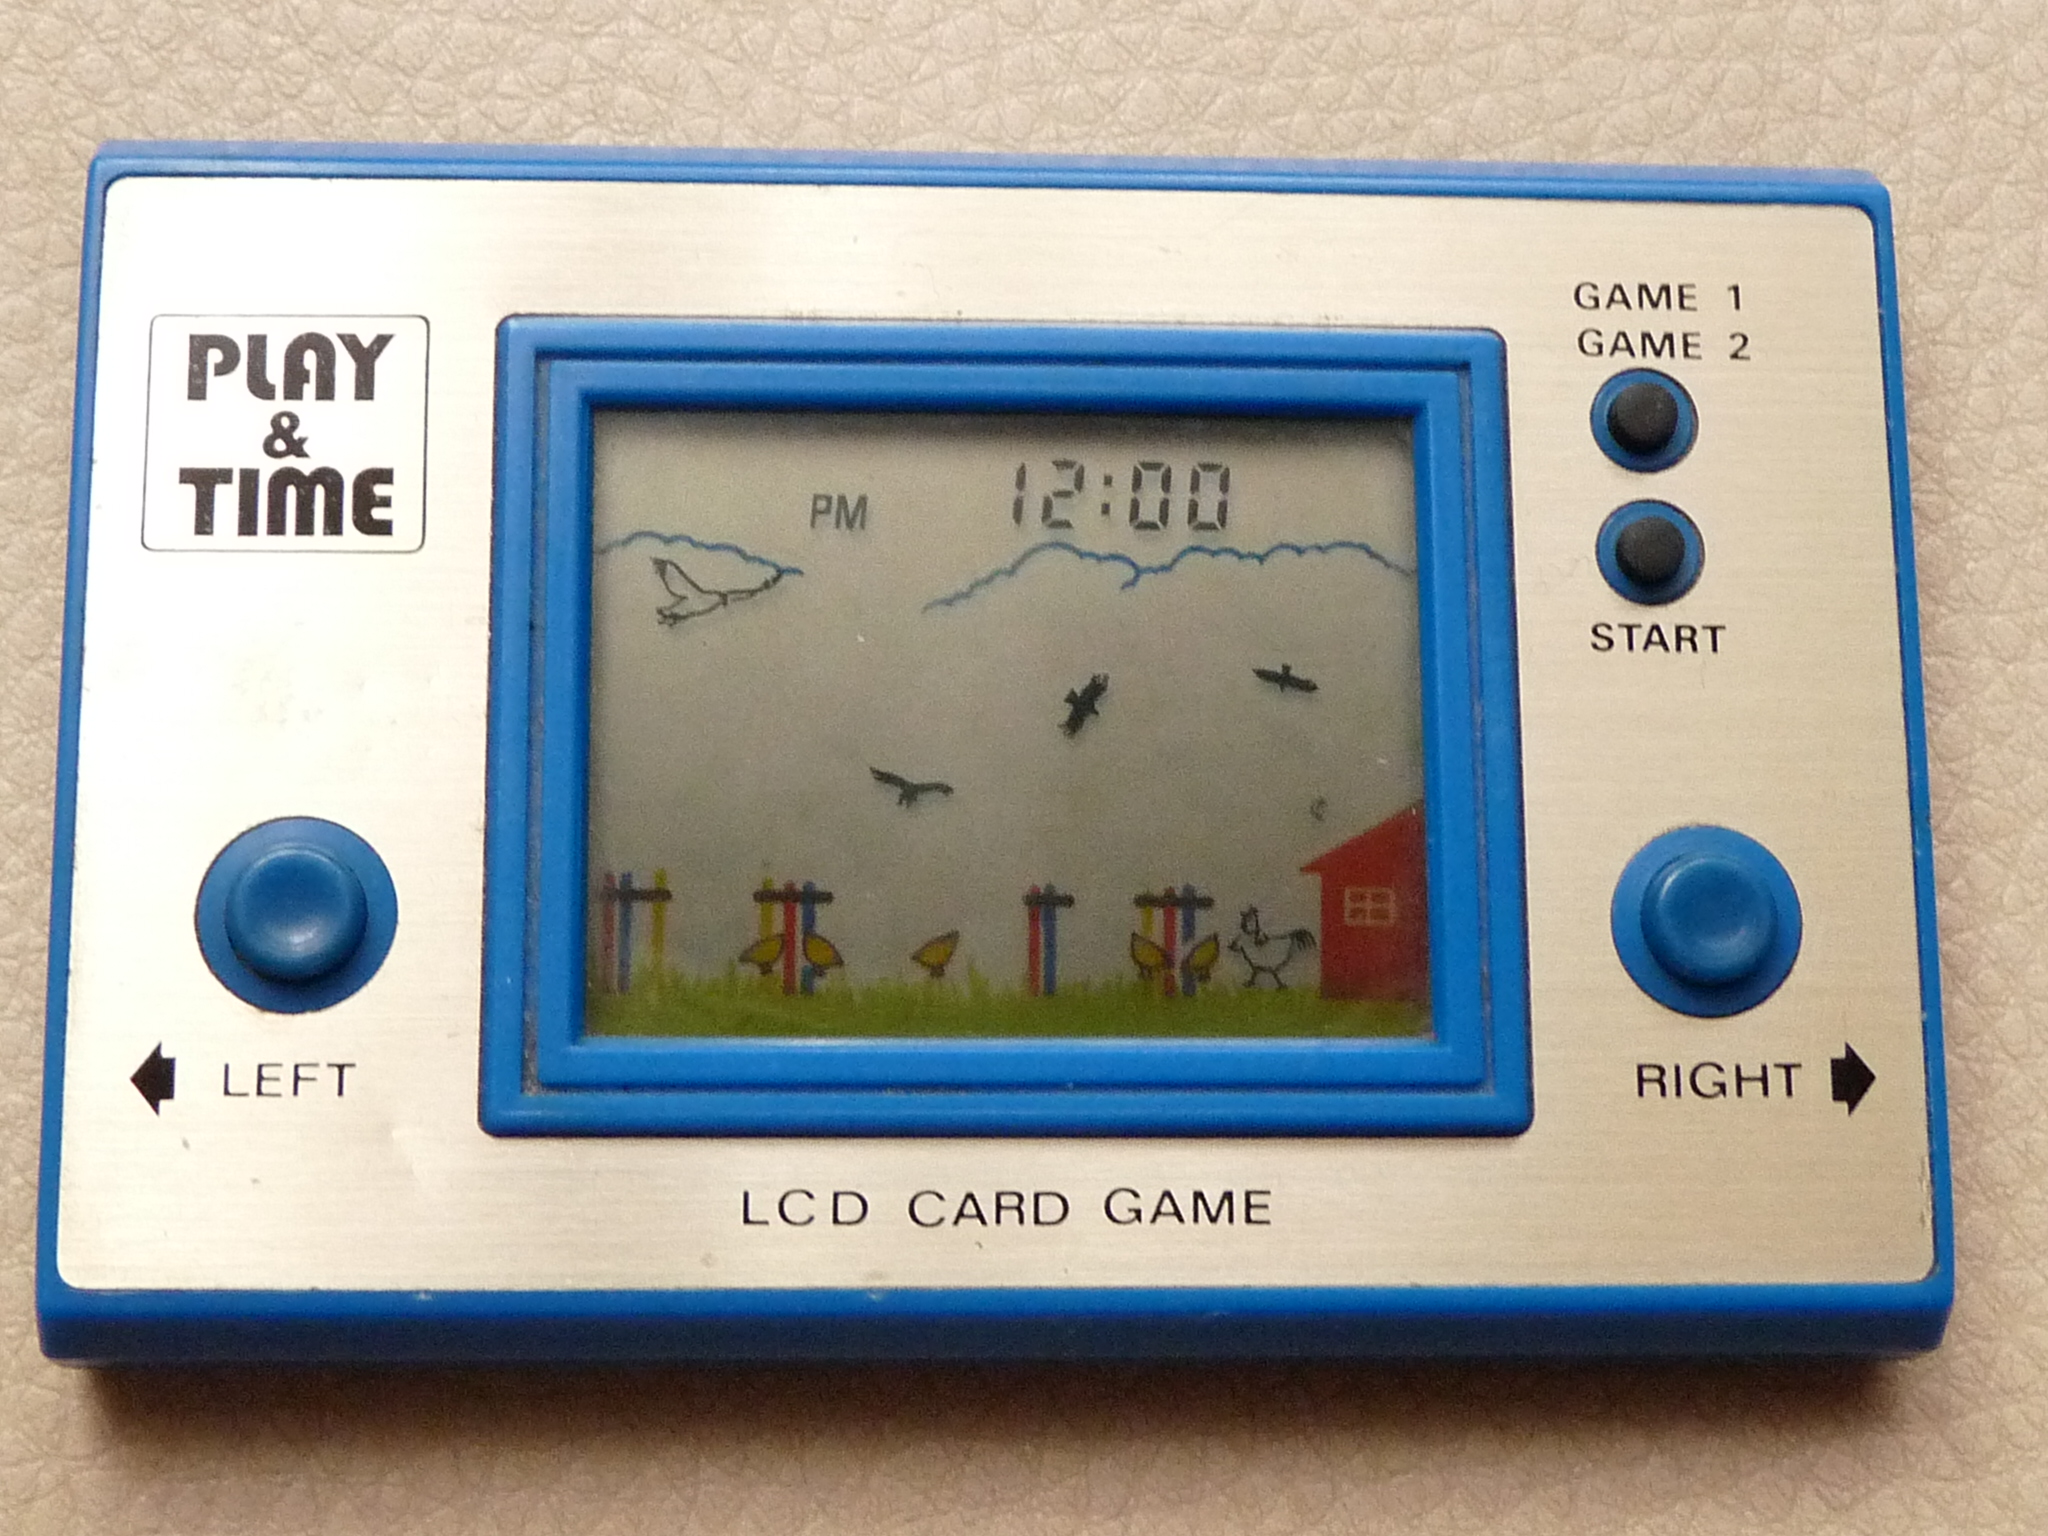 PLAY
&
TIME
GAME 1
GAME 2
PM 12:00
START
LEFT
RIGHT
LCD CARD GAME